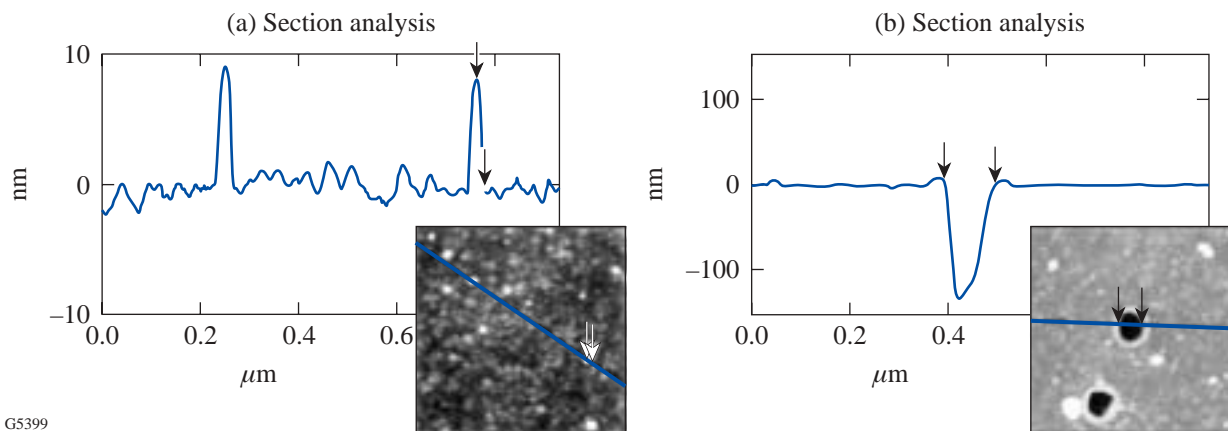 (a) Section analysis
10
0
–10
nm
0.0
0.2
0.4
0.6
μm
(b) Section analysis
100
0
–100
nm
0.0
0.2
0.4
μm
G5399